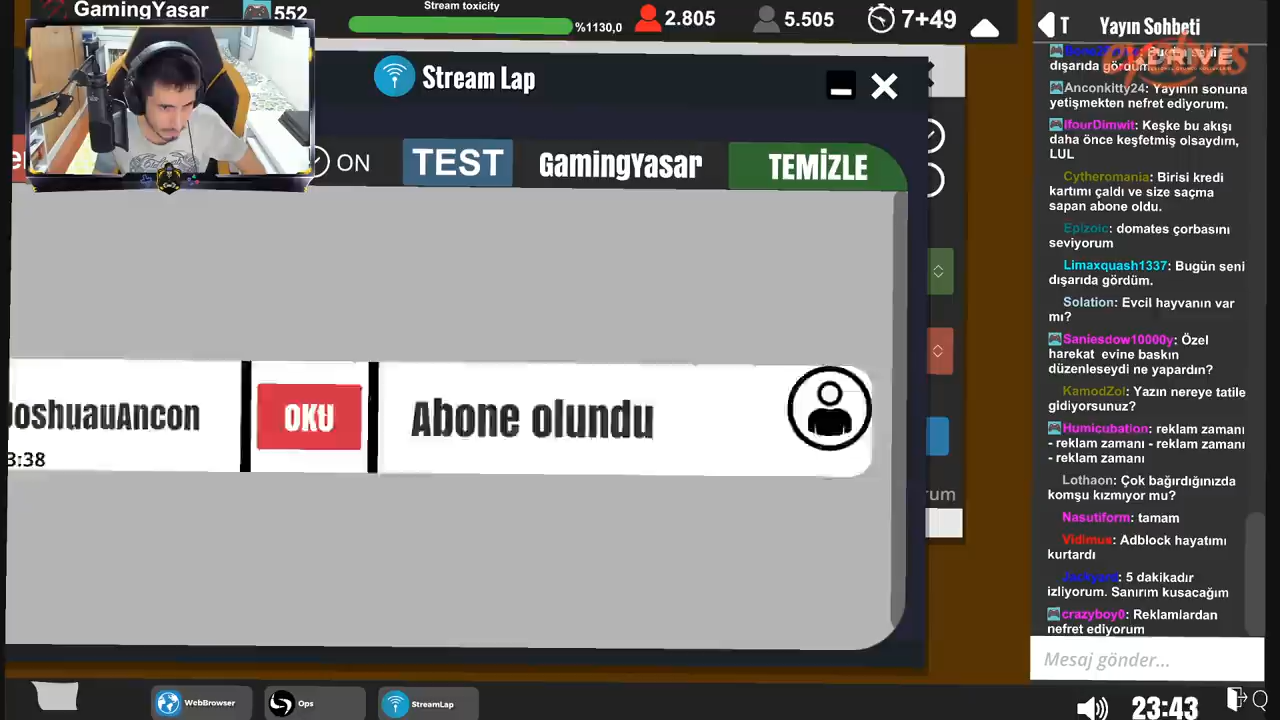 GamingYasar
552
Stream toxicity
%1130,0
2.805
5.505
7+49
Stream Lap
ON
TEST
GamingYasar
TEMİZLE
JoshuauAncon
3:38
OKU
Abone olundu
rum
T
Yayın Sohbeti
DRIVE
dışarıda gördüm.
Anconkitty24: Yayının sonuna
yetişmekten nefret ediyorum.
IfourDimwit: Keşke bu akışı
daha önce keşfetmiş olsaydım,
LUL
Cytheromania: Birisi kredi
kartımı çaldı ve size saçma
sapan abone oldu.
Epizoic: domates çorbasını
seviyorum
Limaxquash1337: Bugün seni
dışarıda gördüm.
Solation: Evcil hayvanın var
mı?
Saniesdow10000y: Özel
harekat evine baskın
düzenleseydi ne yapardın?
KamodZol: Yazın nereye tatile
gidiyorsunuz?
Humicubation: reklam zamanı
- reklam zamanı - reklam zamanı
- reklam zamanı
Lothaon: Çok bağırdığınızda
komşu kızmıyor mu?
Nasutiform: tamam
Vidimus: Adblock hayatımı
kurtardı
Jackyard: 5 dakikadır
izliyorum. Sanırım kusacağım
crazyboy0: Reklamlardan
nefret ediyorum
Mesaj gönder...
WebBrowser
Ops
StreamLap
23:43